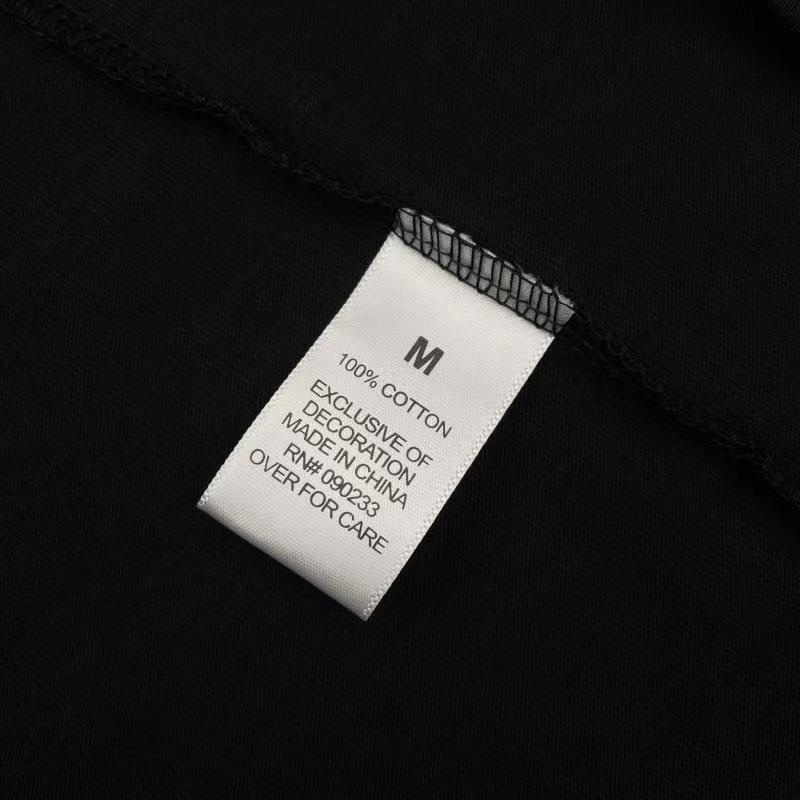 M
100% COTTON
EXCLUSIVE OF
DECORATION
MADE IN CHINA
RN# 090233
OVER FOR CARE